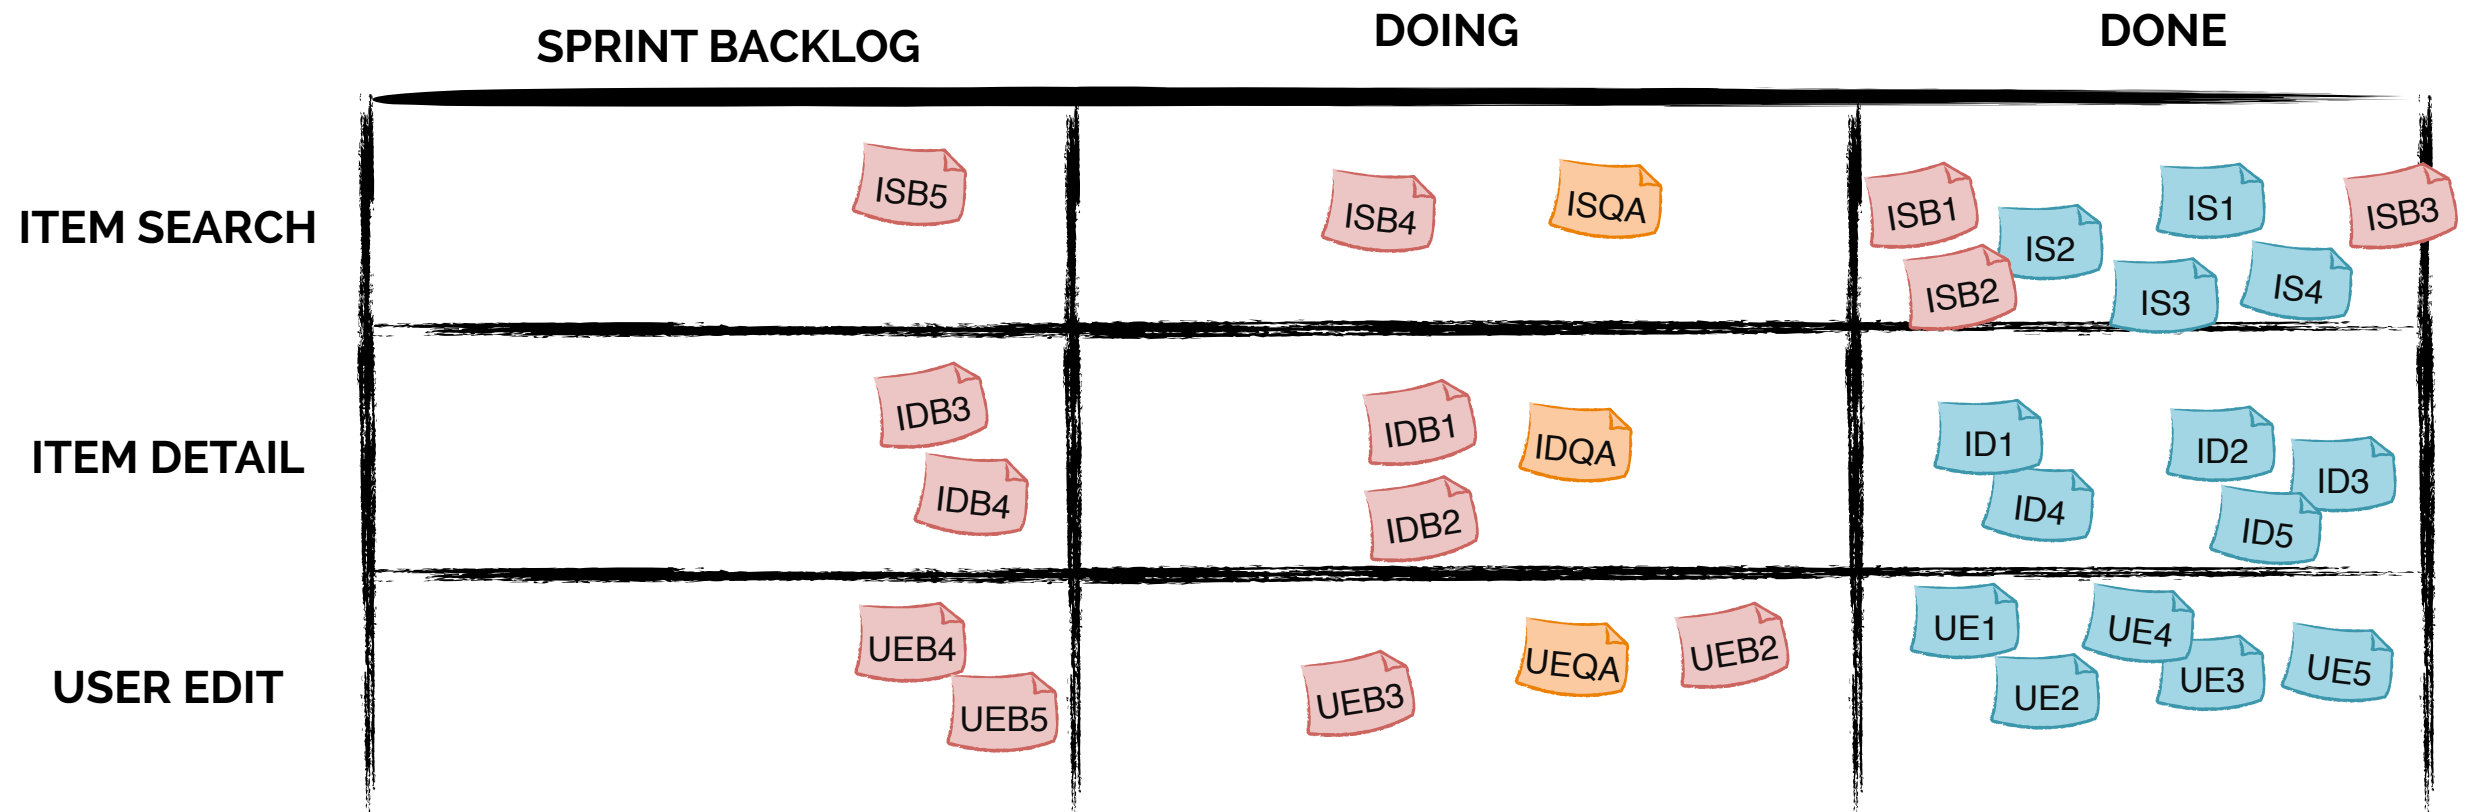 SPRINT BACKLOG
DOING
DONE
ITEM SEARCH
ISB5
ISB4
ISQA
ISB1
IS2
IS1
ISB3
ISB2
IS3
IS4
ITEM DETAIL
IDB3
IDB4
IDB1
IDQA
IDB2
ID1
ID2
ID3
ID4
ID5
USER EDIT
UEB4
UEB5
UEB3
UEQA
UEB2
UE1
UE4
UE2
UE3
UE5